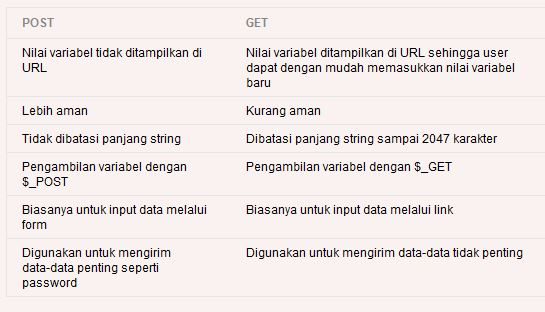 POST GET
Nilai variabel tidak ditampilkan di URL Nilai variabel ditampilkan di URL sehingga user dapat dengan mudah memasukkan nilai variabel baru
Lebih aman Kurang aman
Tidak dibatasi panjang string Dibatasi panjang string sampai 2047 karakter
Pengambilan variabel dengan $_POST Pengambilan variabel dengan $_GET
Biasanya untuk input data melalui form Biasanya untuk input data melalui link
Digunakan untuk mengirim data-data penting seperti password Digunakan untuk mengirim data-data tidak penting